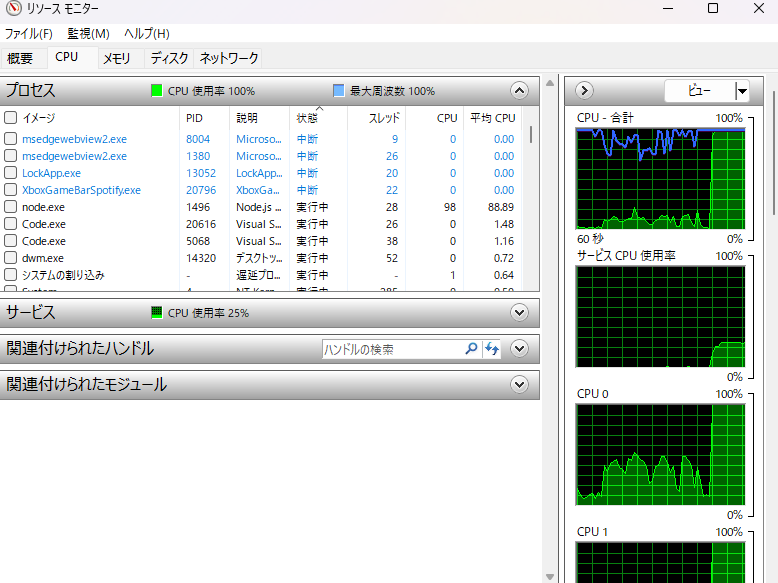 リソース モニター
ファイル(F) 監視(M) ヘルプ(H)
概要 CPU メモリ ディスク ネットワーク
プロセス CPU 使用率 100% 最大周波数 100%
イメージ PID 説明 状態 スレッド CPU 平均 CPU
msedgewebview2.exe 8004 Microso... 中断 9 0 0.00
msedgewebview2.exe 1380 Microso... 中断 26 0 0.00
LockApp.exe 13052 LockApp... 中断 20 0 0.00
XboxGameBarSpotify.exe 20796 XboxGa... 中断 22 0 0.00
node.exe 1496 Node.js ... 実行中 28 98 88.89
Code.exe 20616 Visual S... 実行中 26 0 1.48
Code.exe 5068 Visual S... 実行中 38 0 1.16
dwm.exe 14320 デスクトッ... 実行中 52 0 0.72
システムの割り込み - 遅延プロ... 実行中 - 1 0.64
サービス CPU 使用率 25%
関連付けられたハンドル ハンドルの検索
関連付けられたモジュール
ビュー
CPU - 合計 100%
60 秒 0%
サービス CPU 使用率 100%
0%
CPU 0 100%
0%
CPU 1 100%